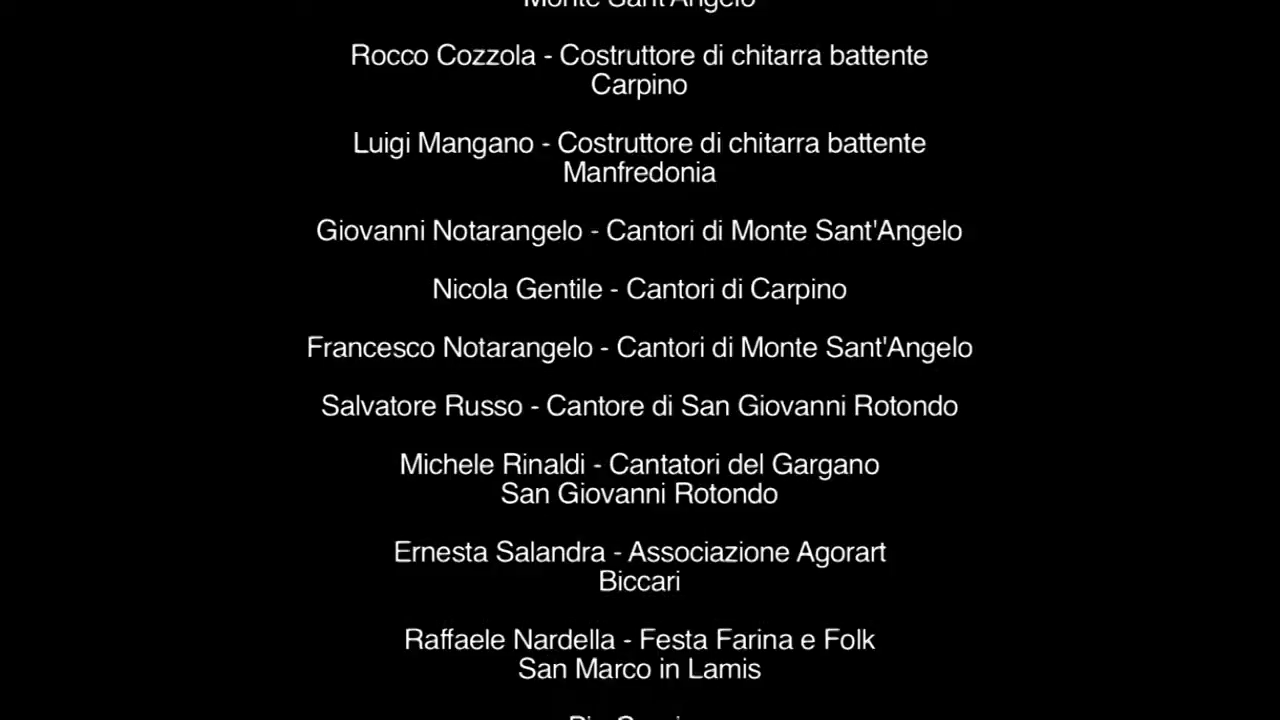 Monte Sant'Angelo
Rocco Cozzola - Costruttore di chitarra battente
Carpino
Luigi Mangano - Costruttore di chitarra battente
Manfredonia
Giovanni Notarangelo - Cantori di Monte Sant'Angelo
Nicola Gentile - Cantori di Carpino
Francesco Notarangelo - Cantori di Monte Sant'Angelo
Salvatore Russo - Cantore di San Giovanni Rotondo
Michele Rinaldi - Cantatori del Gargano
San Giovanni Rotondo
Ernesta Salandra - Associazione Agorart
Biccari
Raffaele Nardella - Festa Farina e Folk
San Marco in Lamis